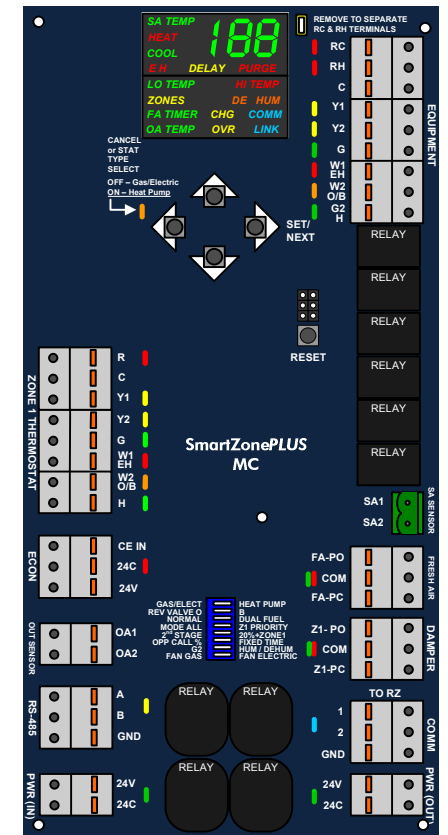 SA TEMP
HEAT
COOL
188
E H DELAY PURGE
LO TEMP HI TEMP
ZONES DE HUM
FA TIMER CHG COMM
OA TEMP OVR LINK
REMOVE TO SEPARATE
RC & RH TERMINALS
CANCEL
or STAT
TYPE
SELECT
OFF – Gas/Electric
ON – Heat Pump
SET/
NEXT
RESET
RC
RH
C
Y1
Y2
G
W1
EH
W2
O/B
G2
H
EQUIPMENT
RELAY
RELAY
RELAY
RELAY
RELAY
RELAY
ZONE 1 THERMOSTAT
R
C
Y1
Y2
G
W1
EH
W2
O/B
H
SmartZonePLUS
MC
SA1
SA2
SA SENSOR
ECON
CE IN
24C
24V
FA-PO
COM
FA-PC
FRESH AIR
OUT SENSOR
OA1
OA2
GAS/ELECT HEAT PUMP
REV VALVE O B
NORMAL DUAL FUEL
MODE ALL Z1 PRIORITY
2ND STAGE 20%+ZONE1
OPP CALL % FIXED TIME
G2 HUM / DEHUM
FAN GAS FAN ELECTRIC
Z1- PO
COM
Z1-PC
DAMPER
RS-485
A
B
GND
RELAY RELAY
RELAY RELAY
TO RZ
1
2
GND
COMM
PWR (IN)
24V
24C
24V
24C
PWR (OUT)